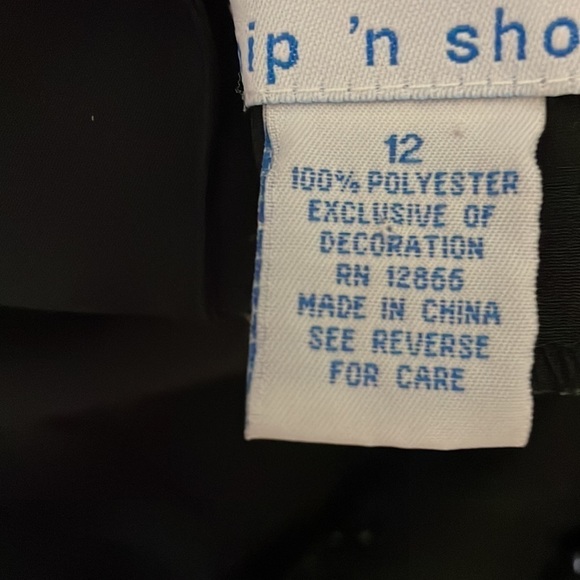 ip 'n sho
12
100% POLYESTER
EXCLUSIVE OF
DECORATION
RN 12866
MADE IN CHINA
SEE REVERSE
FOR CARE